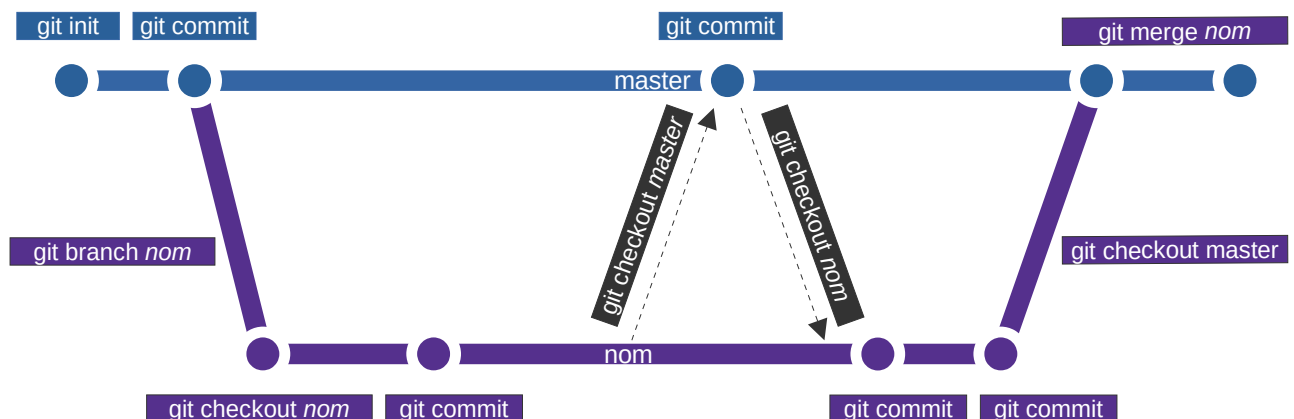 git init
git commit
git commit
git merge nom
master
git checkout master
git checkout nom
git branch nom
git checkout master
nom
git checkout nom
git commit
git commit
git commit